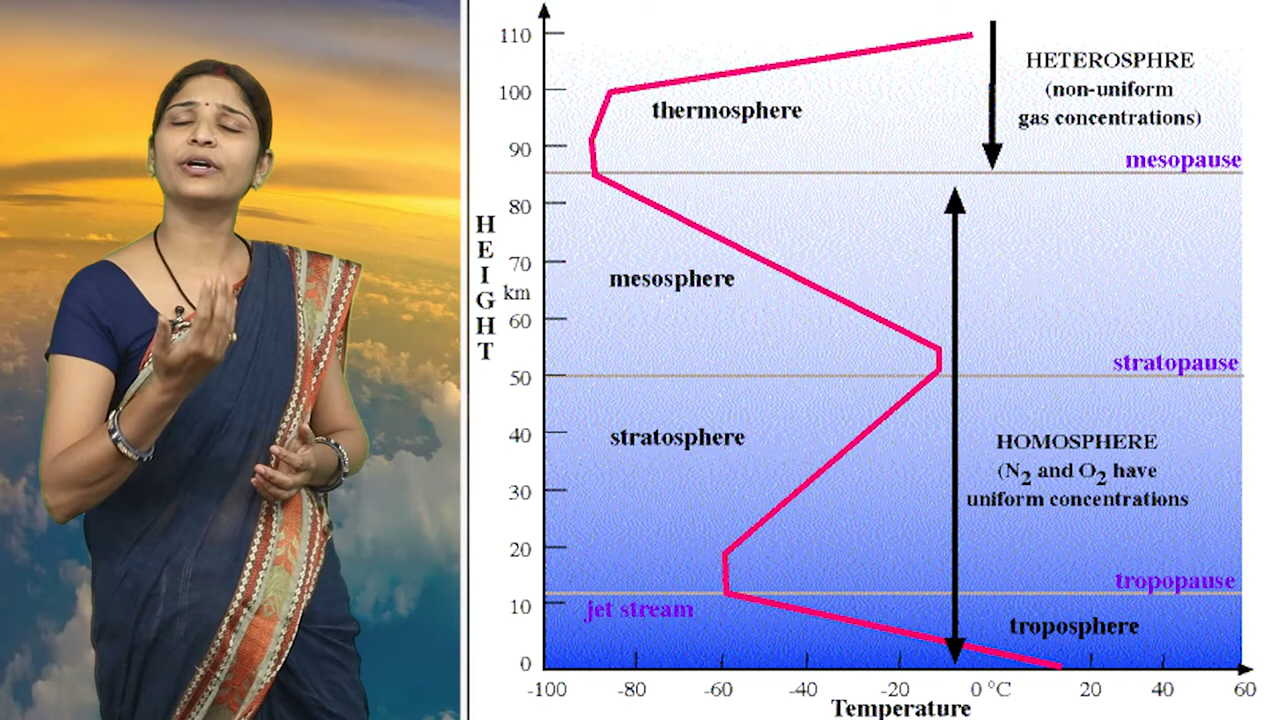 110
100
90
80
70
km
60
50
40
30
20
10
0
HEIGHT
thermosphere
HETEROSPHRE
(non-uniform
gas concentrations)
mesopause
mesosphere
stratopause
stratosphere
HOMOSPHERE
(N2 and O2 have
uniform concentrations
tropopause
jet stream
troposphere
-100 -80 -60 -40 -20 0 °C 20 40 60
Temperature